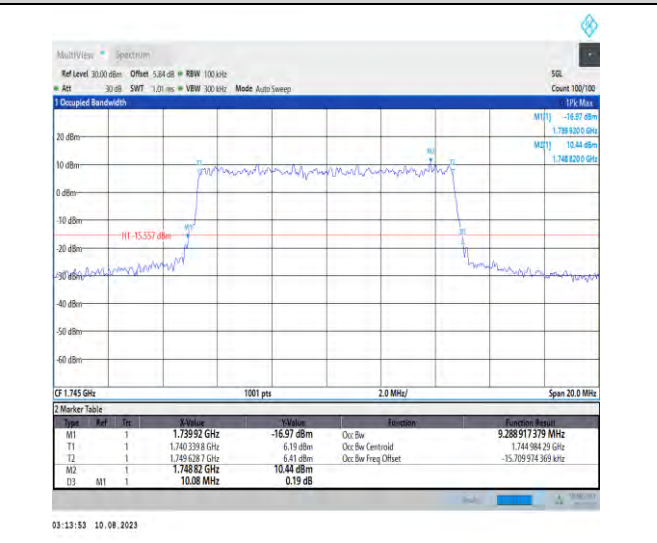 MultiView Spectrum
Ref Level 30.00 dBm Offset 5.84 dB RBW 100 kHz SGL
Att 30 dB SWT 1.01 ms VBW 300 kHz Mode Auto Sweep Count 100/100
1 Occupied Bandwidth 1Pk Max
M1[1] -16.97 dBm
1.739 920 0 GHz
M2[1] 10.44 dBm
1.748 820 0 GHz
20 dBm
M2
T1 T2
10 dBm
0 dBm
-10 dBm
M1
H1 -15.557 dBm
-20 dBm
-30 dBm
-40 dBm
-50 dBm
-60 dBm
CF 1.745 GHz 1001 pts 2.0 MHz/ Span 20.0 MHz
2 Marker Table
Type Ref Trc X-Value Y-Value Function Function Result
M1 1 1.73992 GHz -16.97 dBm Occ Bw 9.288 917 379 MHz
T1 1 1.740 339 8 GHz 6.19 dBm Occ Bw Centroid 1.744 984 29 GHz
T2 1 1.749 628 7 GHz 6.41 dBm Occ Bw Freq Offset -15.709 974 369 kHz
M2 1 1.748 82 GHz 10.44 dBm
D3 M1 1 10.08 MHz 0.19 dB
03:13:53 10.08.2023